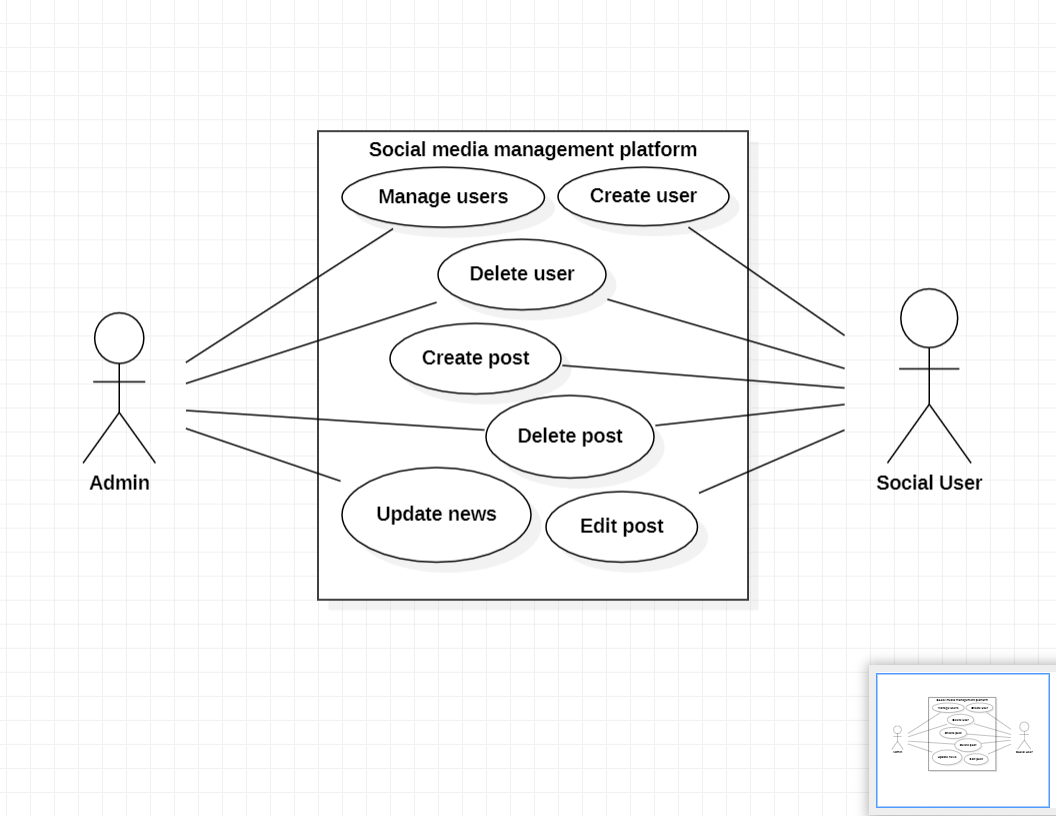 Social media management platform
Manage users
Create user
Delete user
Create post
Delete post
Update news
Edit post
Admin
Social User